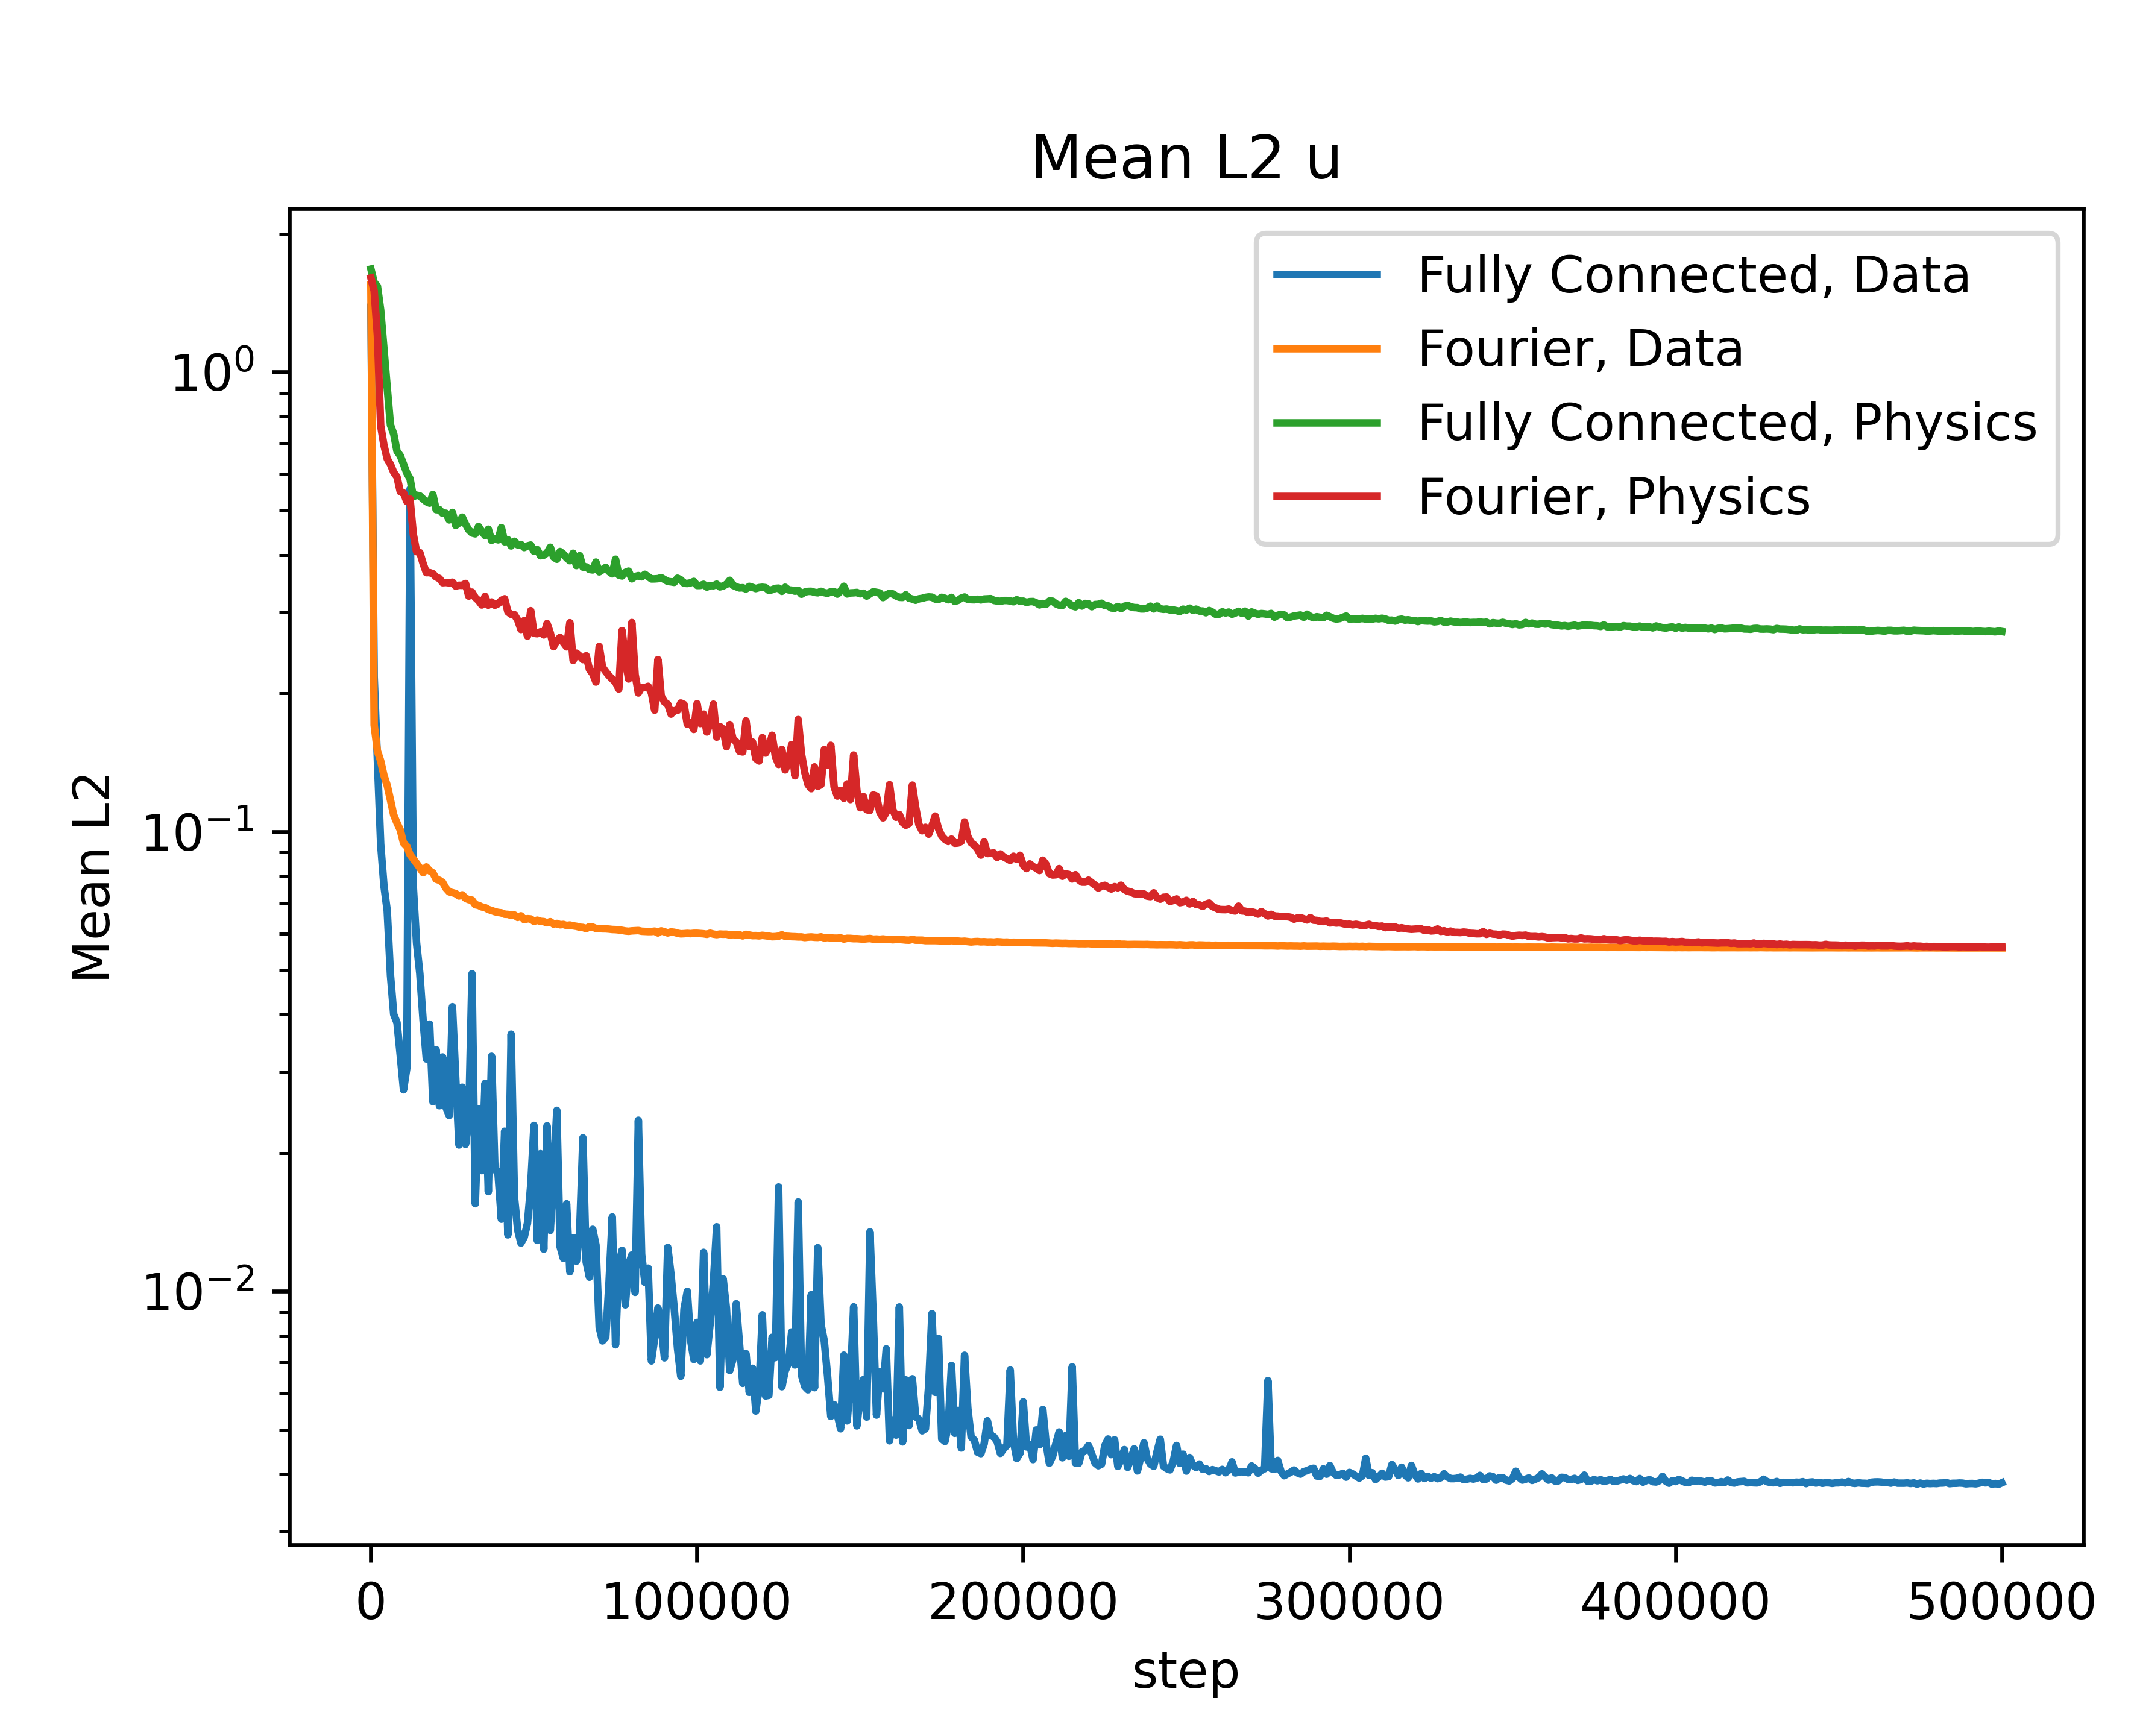 Mean L2 u
Fully Connected, Data
Fourier, Data
Fully Connected, Physics
Fourier, Physics
Mean L2
10⁰
10⁻¹
10⁻²
0 100000 200000 300000 400000 500000
step